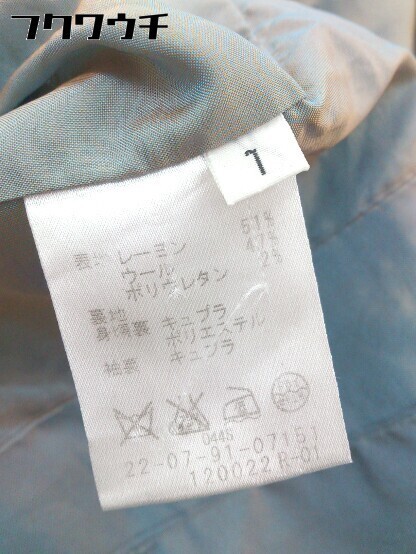 フクワウチ
1
表地 レーヨン 51%
ウール 47%
ポリウレタン 2%
裏地
身頃裏 キュプラ
ポリエステル
袖裏 キュプラ
044S
22-07-91-07151
120022 R-01